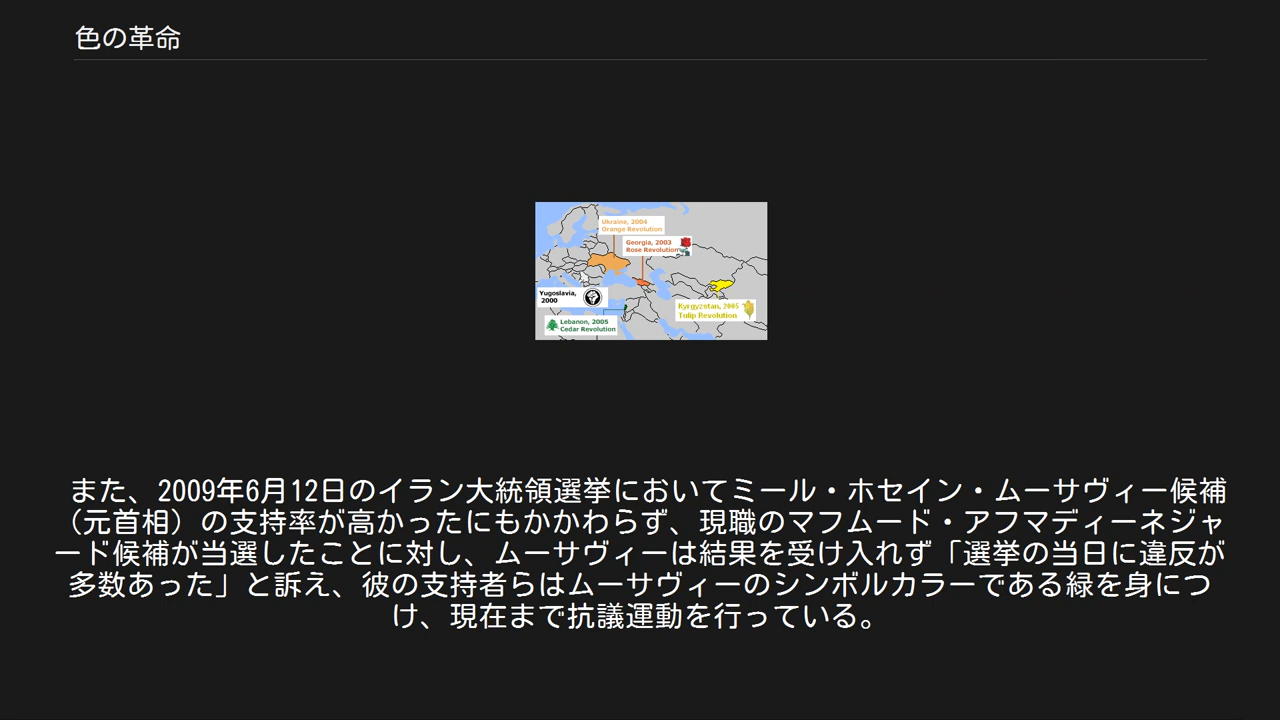 色の革命
Ukraine, 2004
Orange Revolution
Georgia, 2003
Rose Revolution
Yugoslavia,
2000
Kyrgyzstan, 2005
Tulip Revolution
Lebanon, 2005
Cedar Revolution
また、2009年6月12日のイラン大統領選挙においてミール・ホセイン・ムーサヴィー候補
（元首相）の支持率が高かったにもかかわらず、現職のマフムード・アフマディーネジャ
ード候補が当選したことに対し、ムーサヴィーは結果を受け入れず「選挙の当日に違反が
多数あった」と訴え、彼の支持者らはムーサヴィーのシンボルカラーである緑を身につ
け、現在まで抗議運動を行っている。